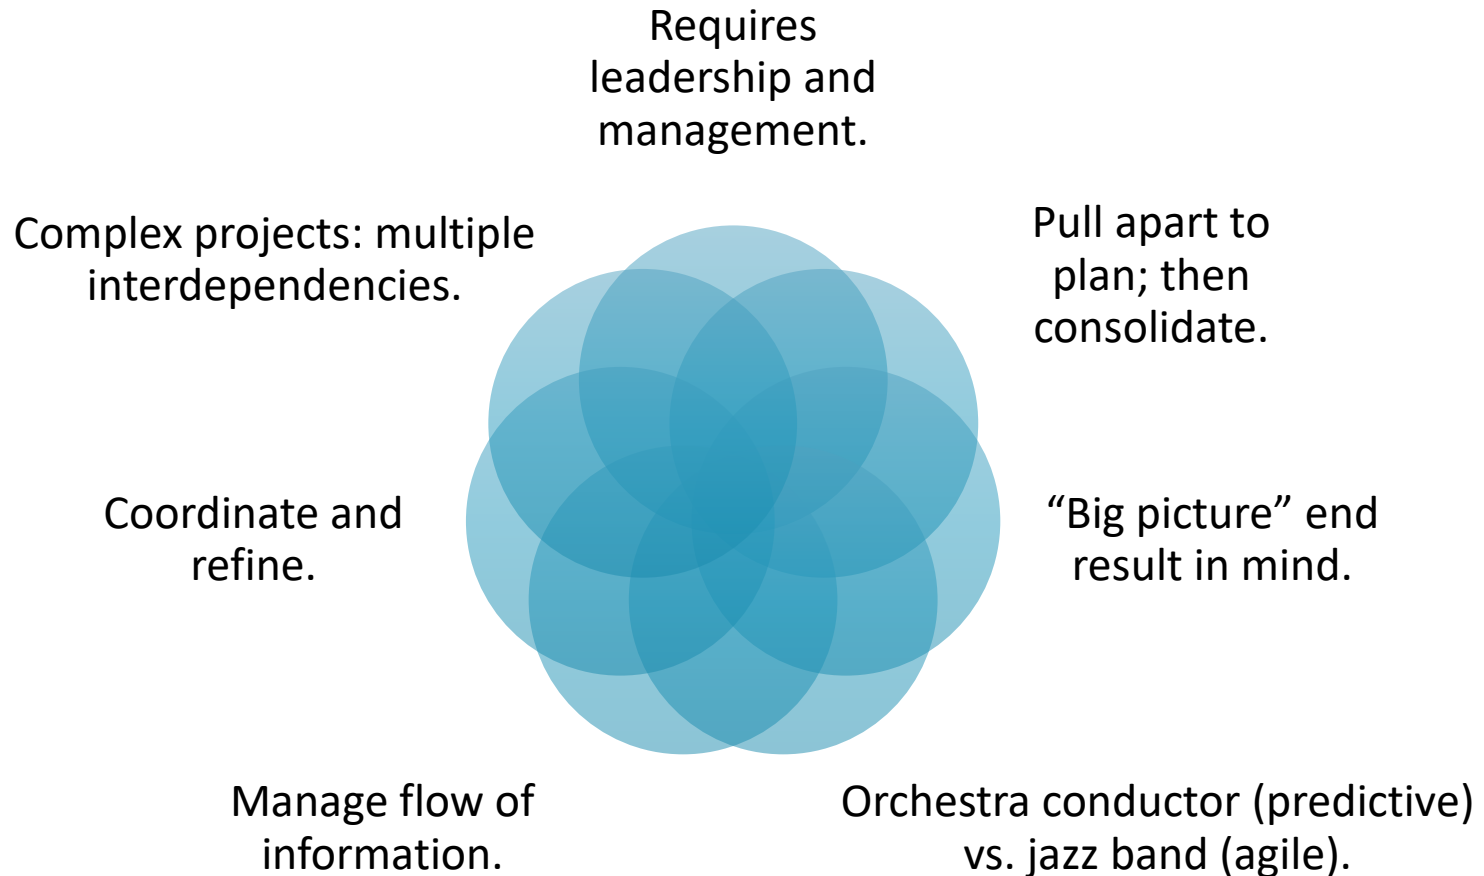 Requires
leadership and
management.
Complex projects: multiple
interdependencies.
Pull apart to
plan; then
consolidate.
Coordinate and
refine.
“Big picture” end
result in mind.
Manage flow of
information.
Orchestra conductor (predictive)
vs. jazz band (agile).